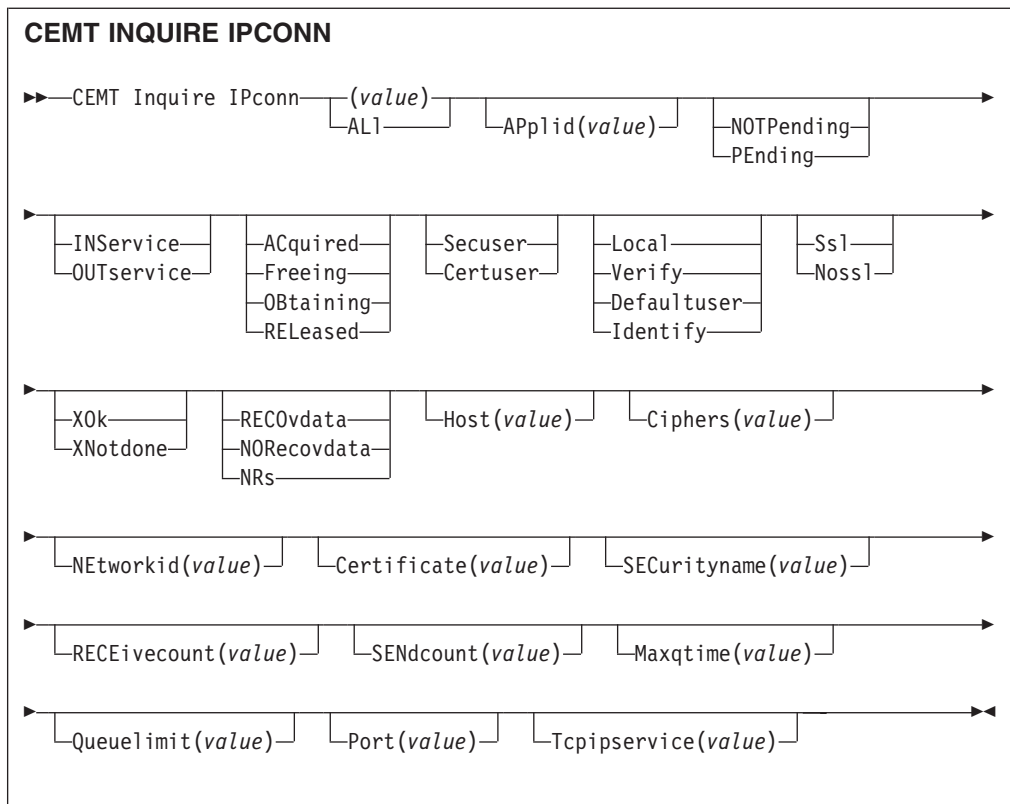 CEMT INQUIRE IPCONN
CEMT Inquire IPconn (value) APplid(value) NOTPending
ALl PEnding
INService ACquired Secuser Local Ssl
OUTservice Freeing Certuser Verify Nossl
OBtaining Defaultuser
RELeased Identify
XOk RECOvdata Host(value) Ciphers(value)
XNotdone NORecovdata
NRs
NEtworkid(value) Certificate(value) SECurityname(value)
RECEivecount(value) SENdcount(value) Maxqtime(value)
Queuelimit(value) Port(value) Tcpipservice(value)